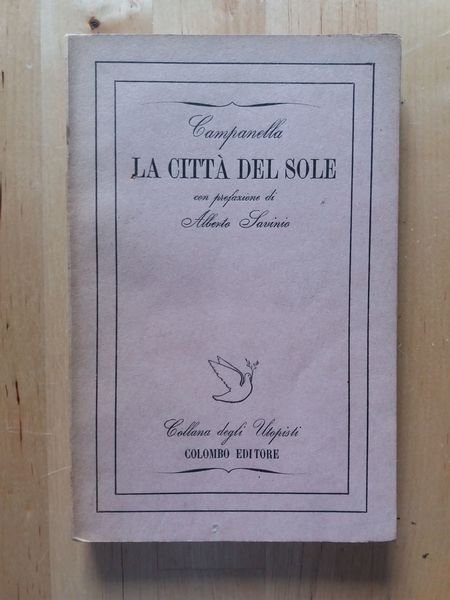 Campanella
LA CITTÀ DEL SOLE
con prefazione di
Alberto Savinio
Collana degli Utopisti
COLOMBO EDITORE